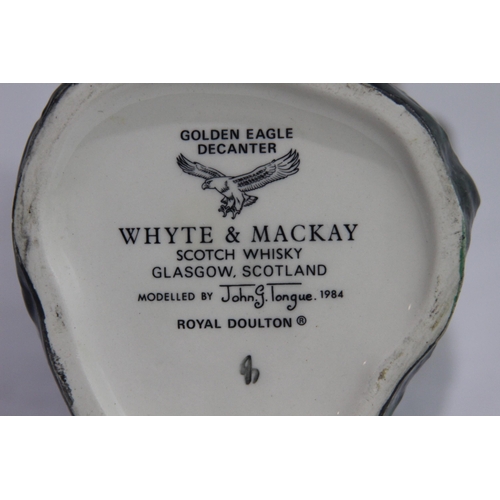 GOLDEN EAGLE
DECANTER
WHYTE & MACKAY
SCOTCH WHISKY
GLASGOW, SCOTLAND
MODELLED BY John G. Tongue. 1984
ROYAL DOULTON ®